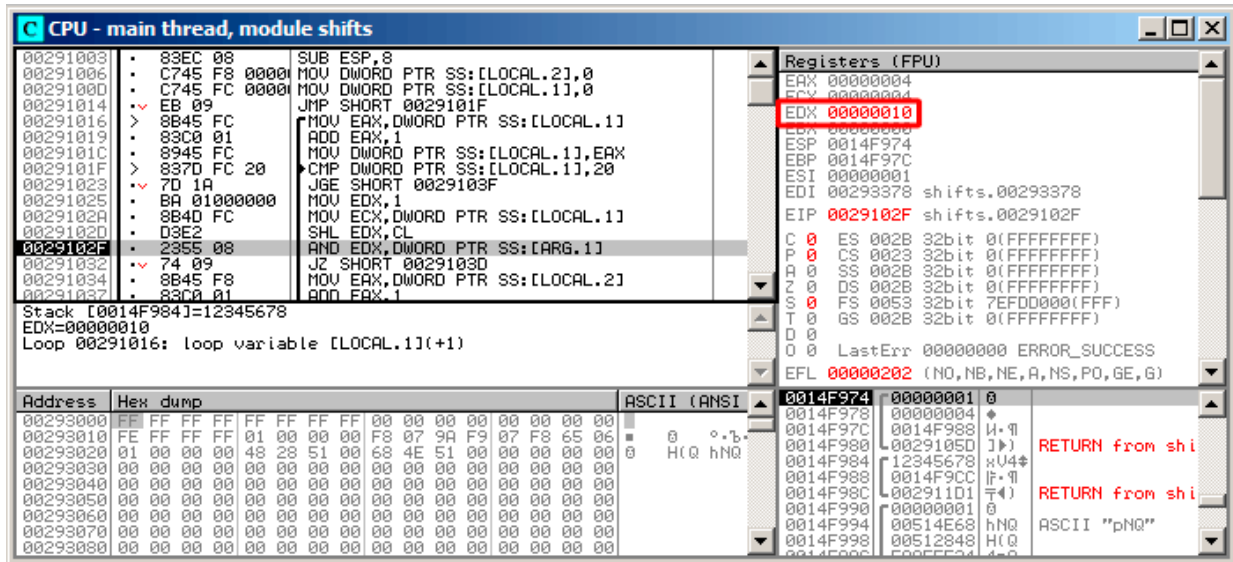 C CPU - main thread, module shifts
00291003 · 83EC 08 SUB ESP,8
00291006 · C745 F8 0000 MOV DWORD PTR SS:[LOCAL.2],0
0029100D · C745 FC 0000 MOV DWORD PTR SS:[LOCAL.1],0
00291014 ·v EB 09 JMP SHORT 0029101F
00291016 > 8B45 FC MOV EAX,DWORD PTR SS:[LOCAL.1]
00291019 · 83C0 01 ADD EAX,1
0029101C · 8945 FC MOV DWORD PTR SS:[LOCAL.1],EAX
0029101F > 837D FC 20 CMP DWORD PTR SS:[LOCAL.1],20
00291023 ·v 7D 1A JGE SHORT 0029103F
00291025 · BA 01000000 MOV EDX,1
0029102A · 8B4D FC MOV ECX,DWORD PTR SS:[LOCAL.1]
0029102D · D3E2 SHL EDX,CL
0029102F · 2355 08 AND EDX,DWORD PTR SS:[ARG.1]
00291032 ·v 74 09 JZ SHORT 0029103D
00291034 · 8B45 F8 MOV EAX,DWORD PTR SS:[LOCAL.2]
00291037 · 83C0 01 ADD EAX,1
Stack [0014F984]=12345678
EDX=00000010
Loop 00291016: loop variable [LOCAL.1](+1)
Registers (FPU)
EAX 00000004
ECX 00000004
EDX 00000010
EBX 00000000
ESP 0014F974
EBP 0014F97C
ESI 00000001
EDI 00293378 shifts.00293378
EIP 0029102F shifts.0029102F
C 0 ES 002B 32bit 0(FFFFFFFF)
P 0 CS 0023 32bit 0(FFFFFFFF)
A 0 SS 002B 32bit 0(FFFFFFFF)
Z 0 DS 002B 32bit 0(FFFFFFFF)
S 0 FS 0053 32bit 7EFDD000(FFF)
T 0 GS 002B 32bit 0(FFFFFFFF)
D 0
O 0 LastErr 00000000 ERROR_SUCCESS
EFL 00000202 (NO,NB,NE,A,NS,PO,GE,G)
Address Hex dump ASCII (ANSI
00293000 FF FF FF FF FF FF FF FF 00 00 00 00 00 00 00 00
00293010 FE FF FF FF 01 00 00 00 F8 07 9A F9 07 F8 65 06
00293020 01 00 00 00 48 28 51 00 68 4E 51 00 00 00 00 00 H(Q hNQ
00293030 00 00 00 00 00 00 00 00 00 00 00 00 00 00 00 00
00293040 00 00 00 00 00 00 00 00 00 00 00 00 00 00 00 00
00293050 00 00 00 00 00 00 00 00 00 00 00 00 00 00 00 00
00293060 00 00 00 00 00 00 00 00 00 00 00 00 00 00 00 00
00293070 00 00 00 00 00 00 00 00 00 00 00 00 00 00 00 00
00293080 00 00 00 00 00 00 00 00 00 00 00 00 00 00 00 00
0014F974 00000001
0014F978 00000004 ♦
0014F97C 0014F988 И·¶
0014F980 0029105D ]►) RETURN from shi
0014F984 12345678 xV4‡
0014F988 0014F9CC
0014F98C 002911D1 ╤◄) RETURN from shi
0014F990 00000001
0014F994 00514E68 hNQ ASCII "pNQ"
0014F998 00512848 H(Q